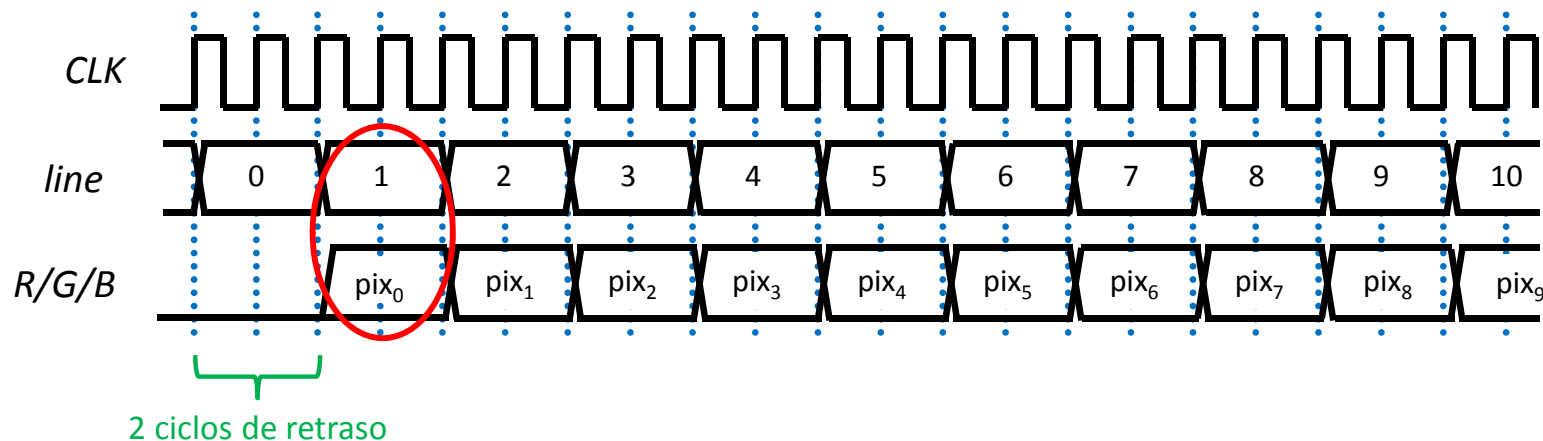 CLK
line 0 1 2 3 4 5 6 7 8 9 10
R/G/B pix₀ pix₁ pix₂ pix₃ pix₄ pix₅ pix₆ pix₇ pix₈ pix₉
2 ciclos de retraso